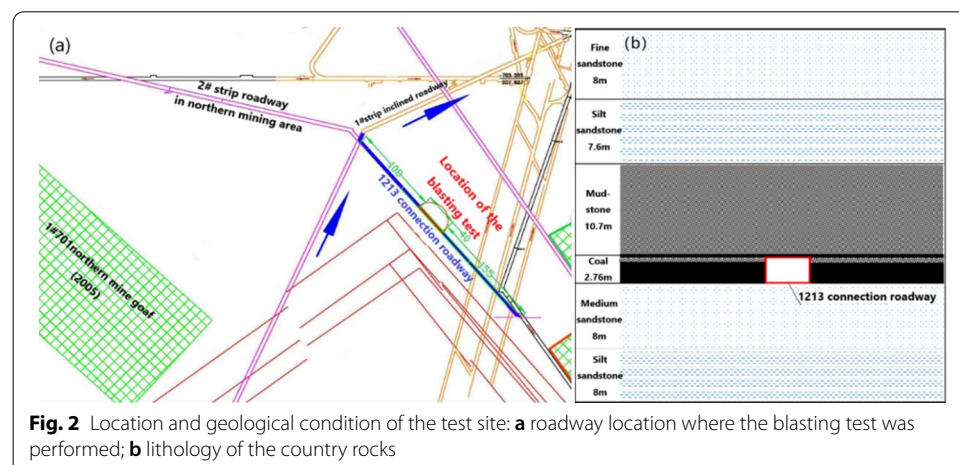 (a)
2# strip roadway
in northern mining area
1#strip inclined roadway
100
Location of the
blasting test
1213 connection roadway
40
155
1#701northern mine goaf
(2005)
(b)
Fine
sandstone
8m
Silt
sandstone
7.6m
Mud-
stone
10.7m
Coal
2.76m
1213 connection roadway
Medium
sandstone
8m
Silt
sandstone
8m
Fig. 2 Location and geological condition of the test site: a roadway location where the blasting test was
performed; b lithology of the country rocks